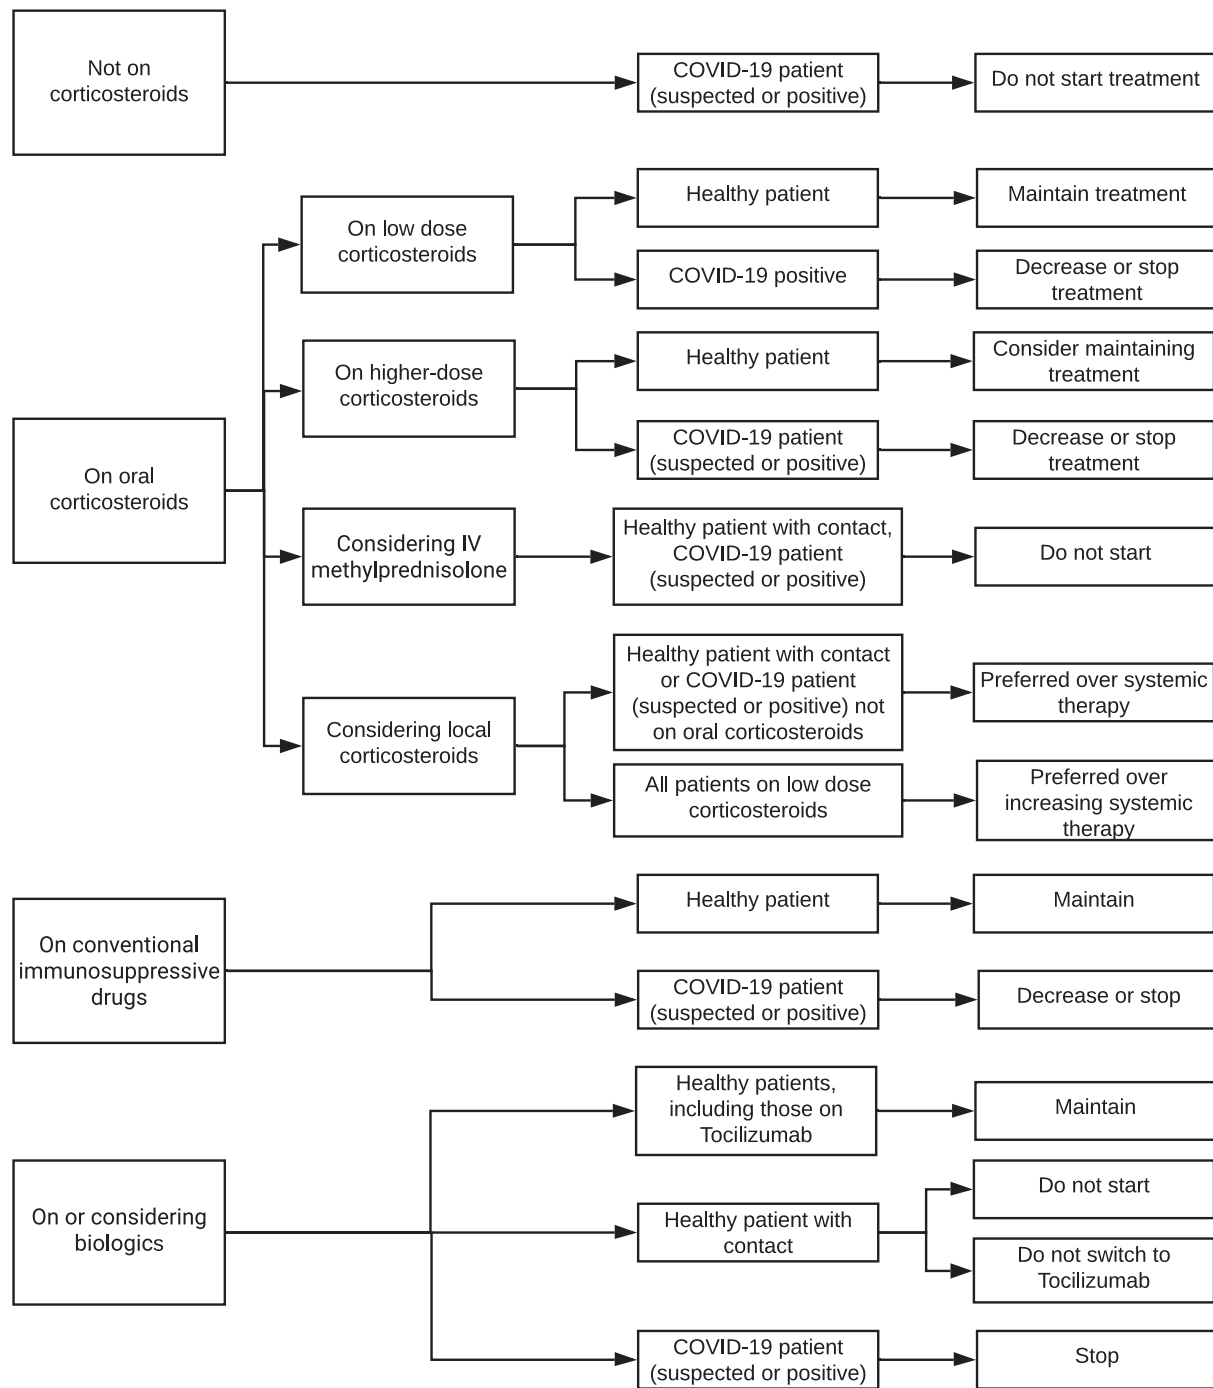 Not on
corticosteroids
COVID-19 patient
(suspected or positive)
Do not start treatment
On oral
corticosteroids
On low dose
corticosteroids
Healthy patient
Maintain treatment
COVID-19 positive
Decrease or stop
treatment
On higher-dose
corticosteroids
Healthy patient
Consider maintaining
treatment
COVID-19 patient
(suspected or positive)
Decrease or stop
treatment
Considering IV
methylprednisolone
Healthy patient with contact,
COVID-19 patient
(suspected or positive)
Do not start
Considering local
corticosteroids
Healthy patient with contact
or COVID-19 patient
(suspected or positive) not
on oral corticosteroids
Preferred over systemic
therapy
All patients on low dose
corticosteroids
Preferred over
increasing systemic
therapy
On conventional
immunosuppressive
drugs
Healthy patient
Maintain
COVID-19 patient
(suspected or positive)
Decrease or stop
On or considering
biologics
Healthy patients,
including those on
Tocilizumab
Maintain
Healthy patient with
contact
Do not start
Do not switch to
Tocilizumab
COVID-19 patient
(suspected or positive)
Stop